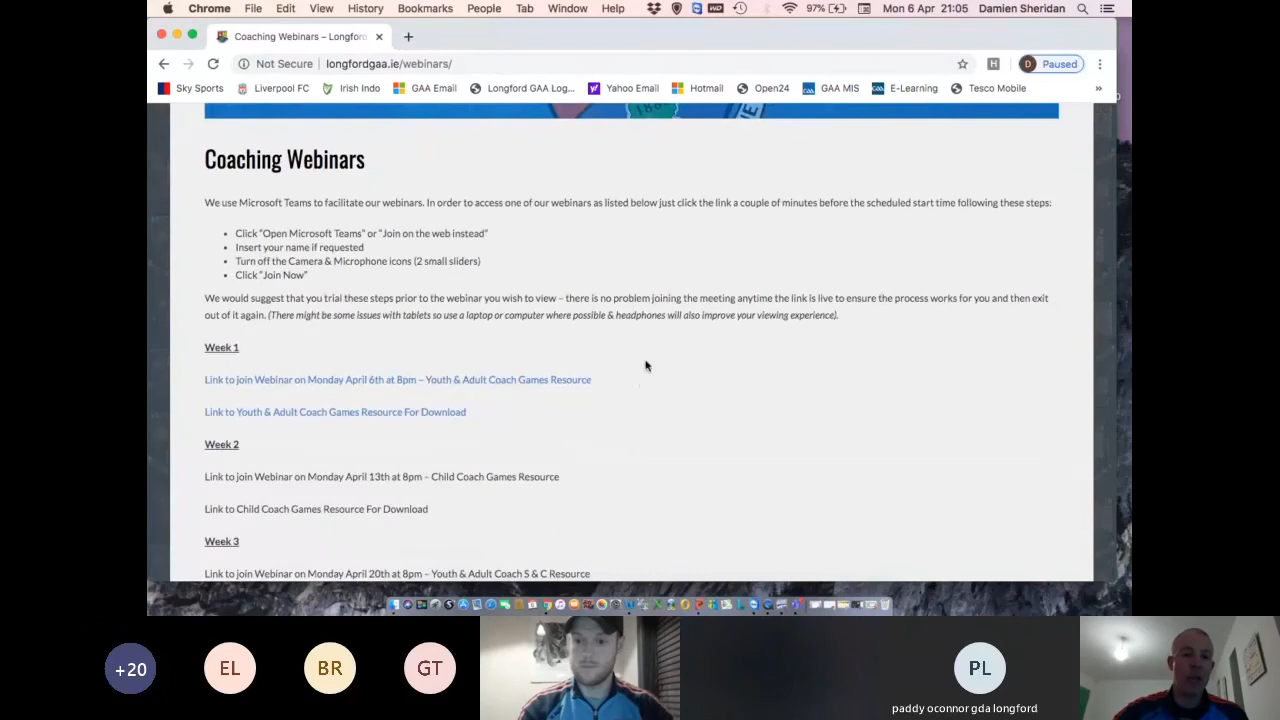 Chrome File Edit View History Bookmarks People Tab Window Help 97% Mon 6 Apr 21:05 Damien Sheridan
Coaching Webinars – Longfor
Not Secure longfordgaa.ie/webinars/ H D Paused
Sky Sports Liverpool FC Irish Indo GAA Email Longford GAA Log... Yahoo Email Hotmail Open24 GAA MIS E-Learning Tesco Mobile »
Coaching Webinars
We use Microsoft Teams to facilitate our webinars. In order to access one of our webinars as listed below just click the link a couple of minutes before the scheduled start time following these steps:
• Click “Open Microsoft Teams” or “Join on the web instead”
• Insert your name if requested
• Turn off the Camera & Microphone icons (2 small sliders)
• Click “Join Now”
We would suggest that you trial these steps prior to the webinar you wish to view – there is no problem joining the meeting anytime the link is live to ensure the process works for you and then exit
out of it again. (There might be some issues with tablets so use a laptop or computer where possible & headphones will also improve your viewing experience).
Week 1
Link to join Webinar on Monday April 6th at 8pm – Youth & Adult Coach Games Resource
Link to Youth & Adult Coach Games Resource For Download
Week 2
Link to join Webinar on Monday April 13th at 8pm – Child Coach Games Resource
Link to Child Coach Games Resource For Download
Week 3
Link to join Webinar on Monday April 20th at 8pm – Youth & Adult Coach S & C Resource
+20 EL BR GT PL
paddy oconnor gda longford